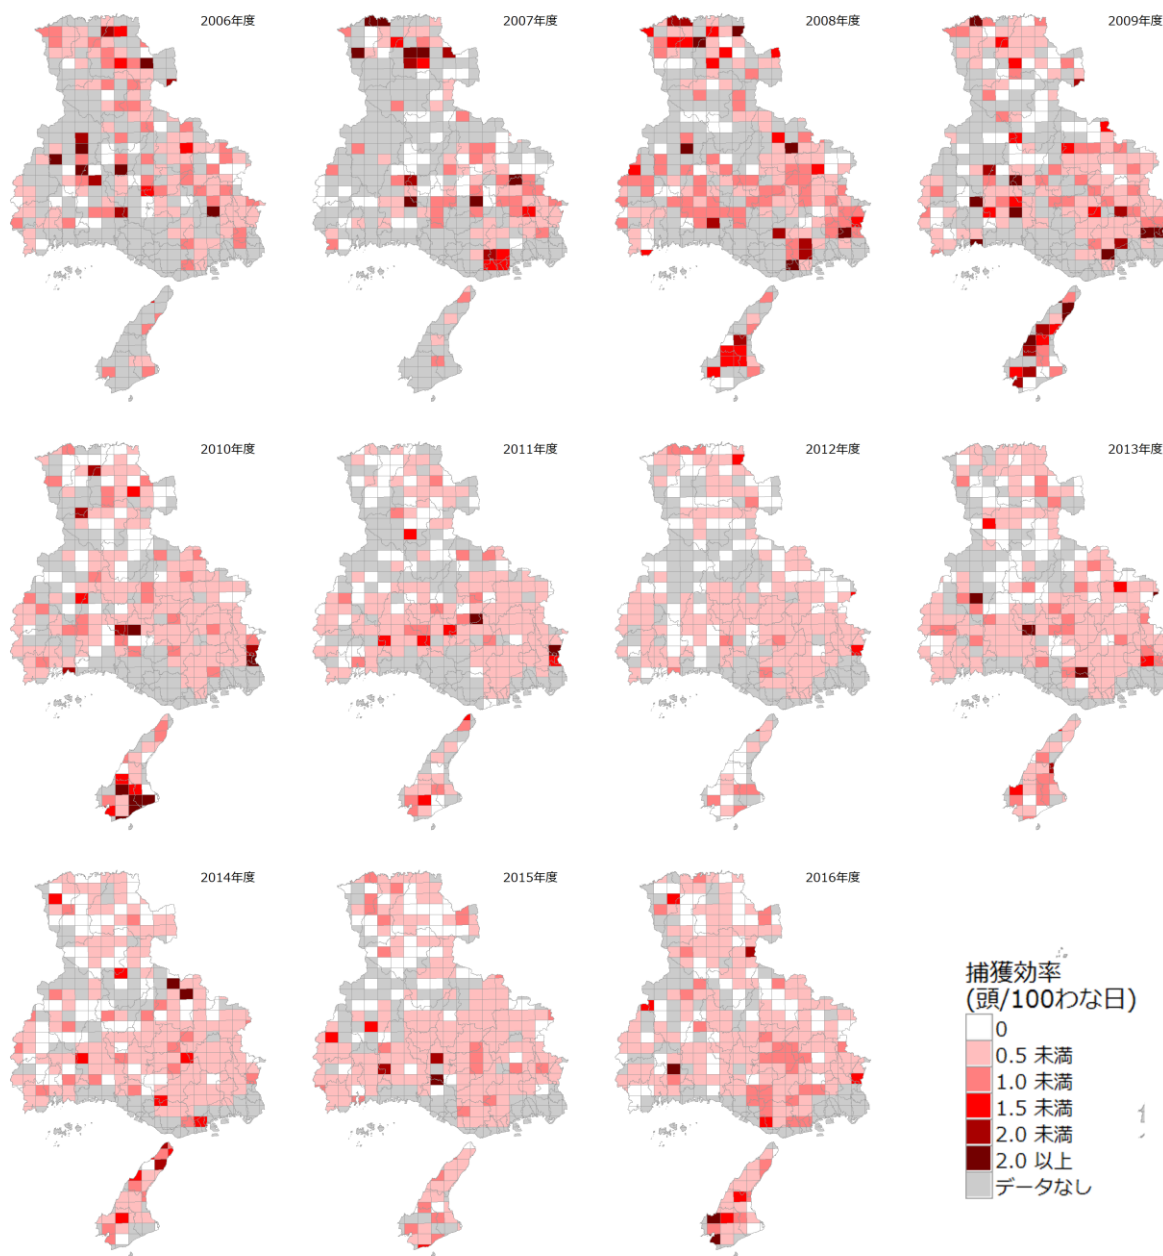 2006年度
2007年度
2008年度
2009年度
2010年度
2011年度
2012年度
2013年度
2014年度
2015年度
2016年度
捕獲効率
(頭/100わな日)
0
0.5 未満
1.0 未満
1.5 未満
2.0 未満
2.0 以上
データなし